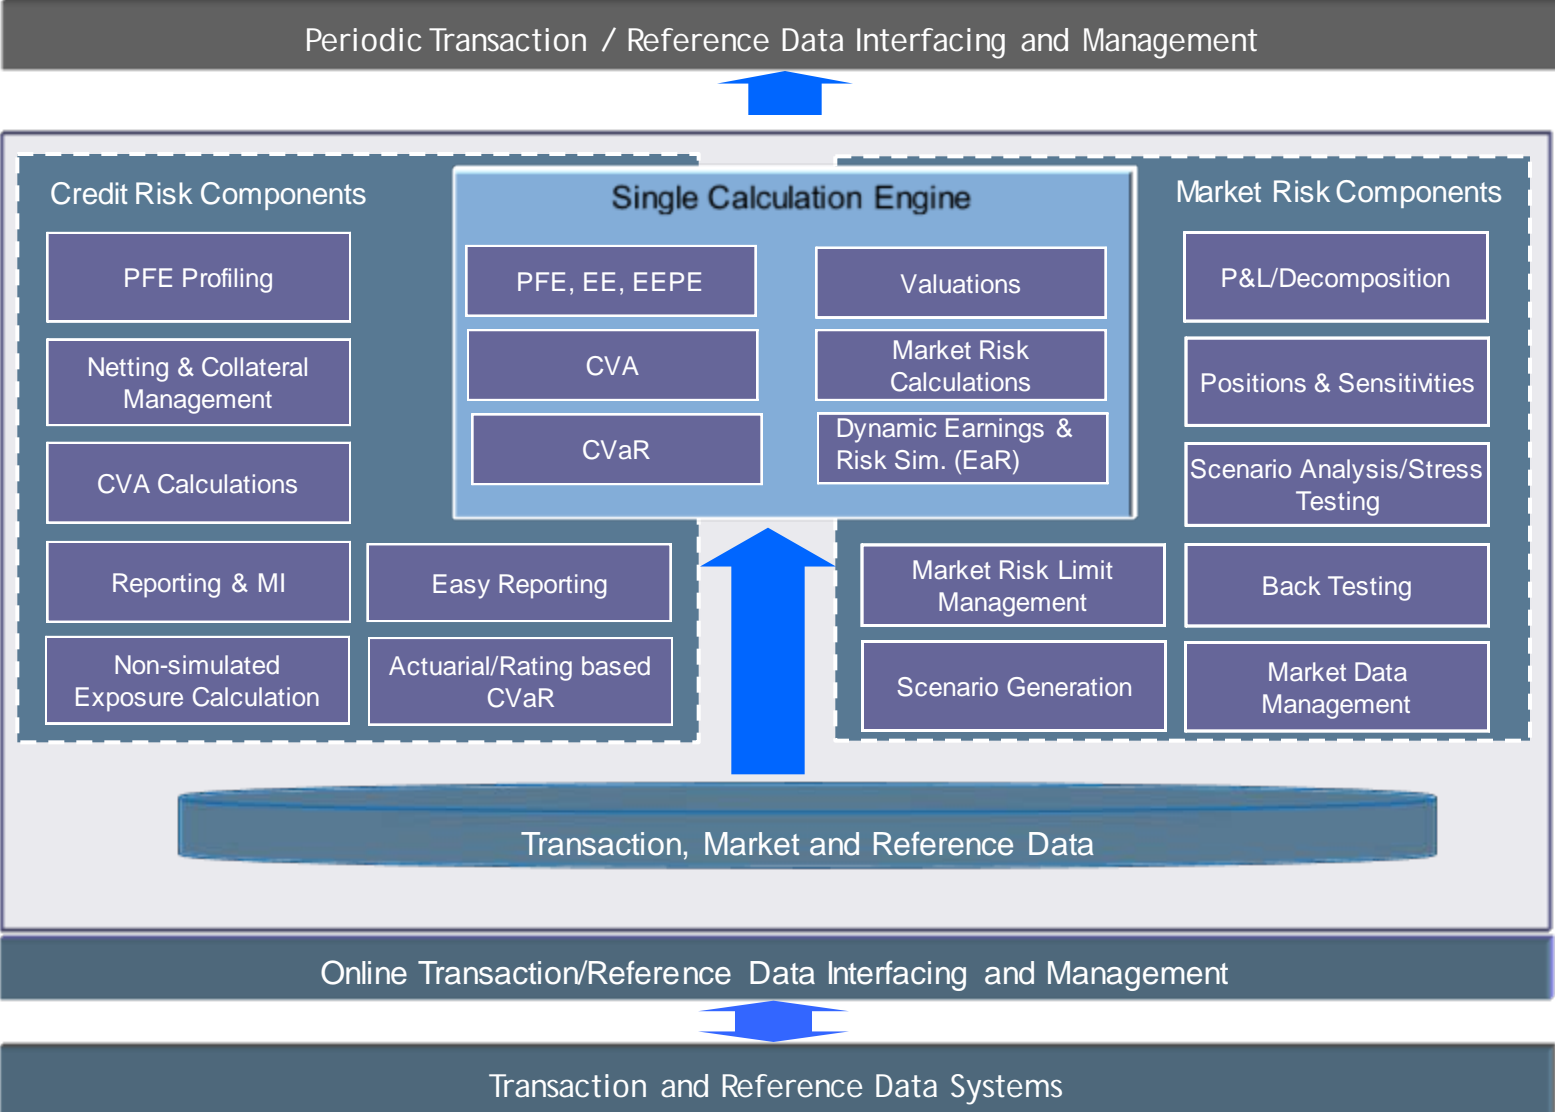 Periodic Transaction / Reference Data Interfacing and Management
Credit Risk Components
PFE Profiling
Netting & Collateral
Management
CVA Calculations
Reporting & MI
Easy Reporting
Non-simulated
Exposure Calculation
Actuarial/Rating based
CVaR
Single Calculation Engine
PFE, EE, EEPE
Valuations
CVA
Market Risk
Calculations
CVaR
Dynamic Earnings &
Risk Sim. (EaR)
Market Risk Components
P&L/Decomposition
Positions & Sensitivities
Scenario Analysis/Stress
Testing
Market Risk Limit
Management
Back Testing
Scenario Generation
Market Data
Management
Transaction, Market and Reference Data
Online Transaction/Reference Data Interfacing and Management
Transaction and Reference Data Systems